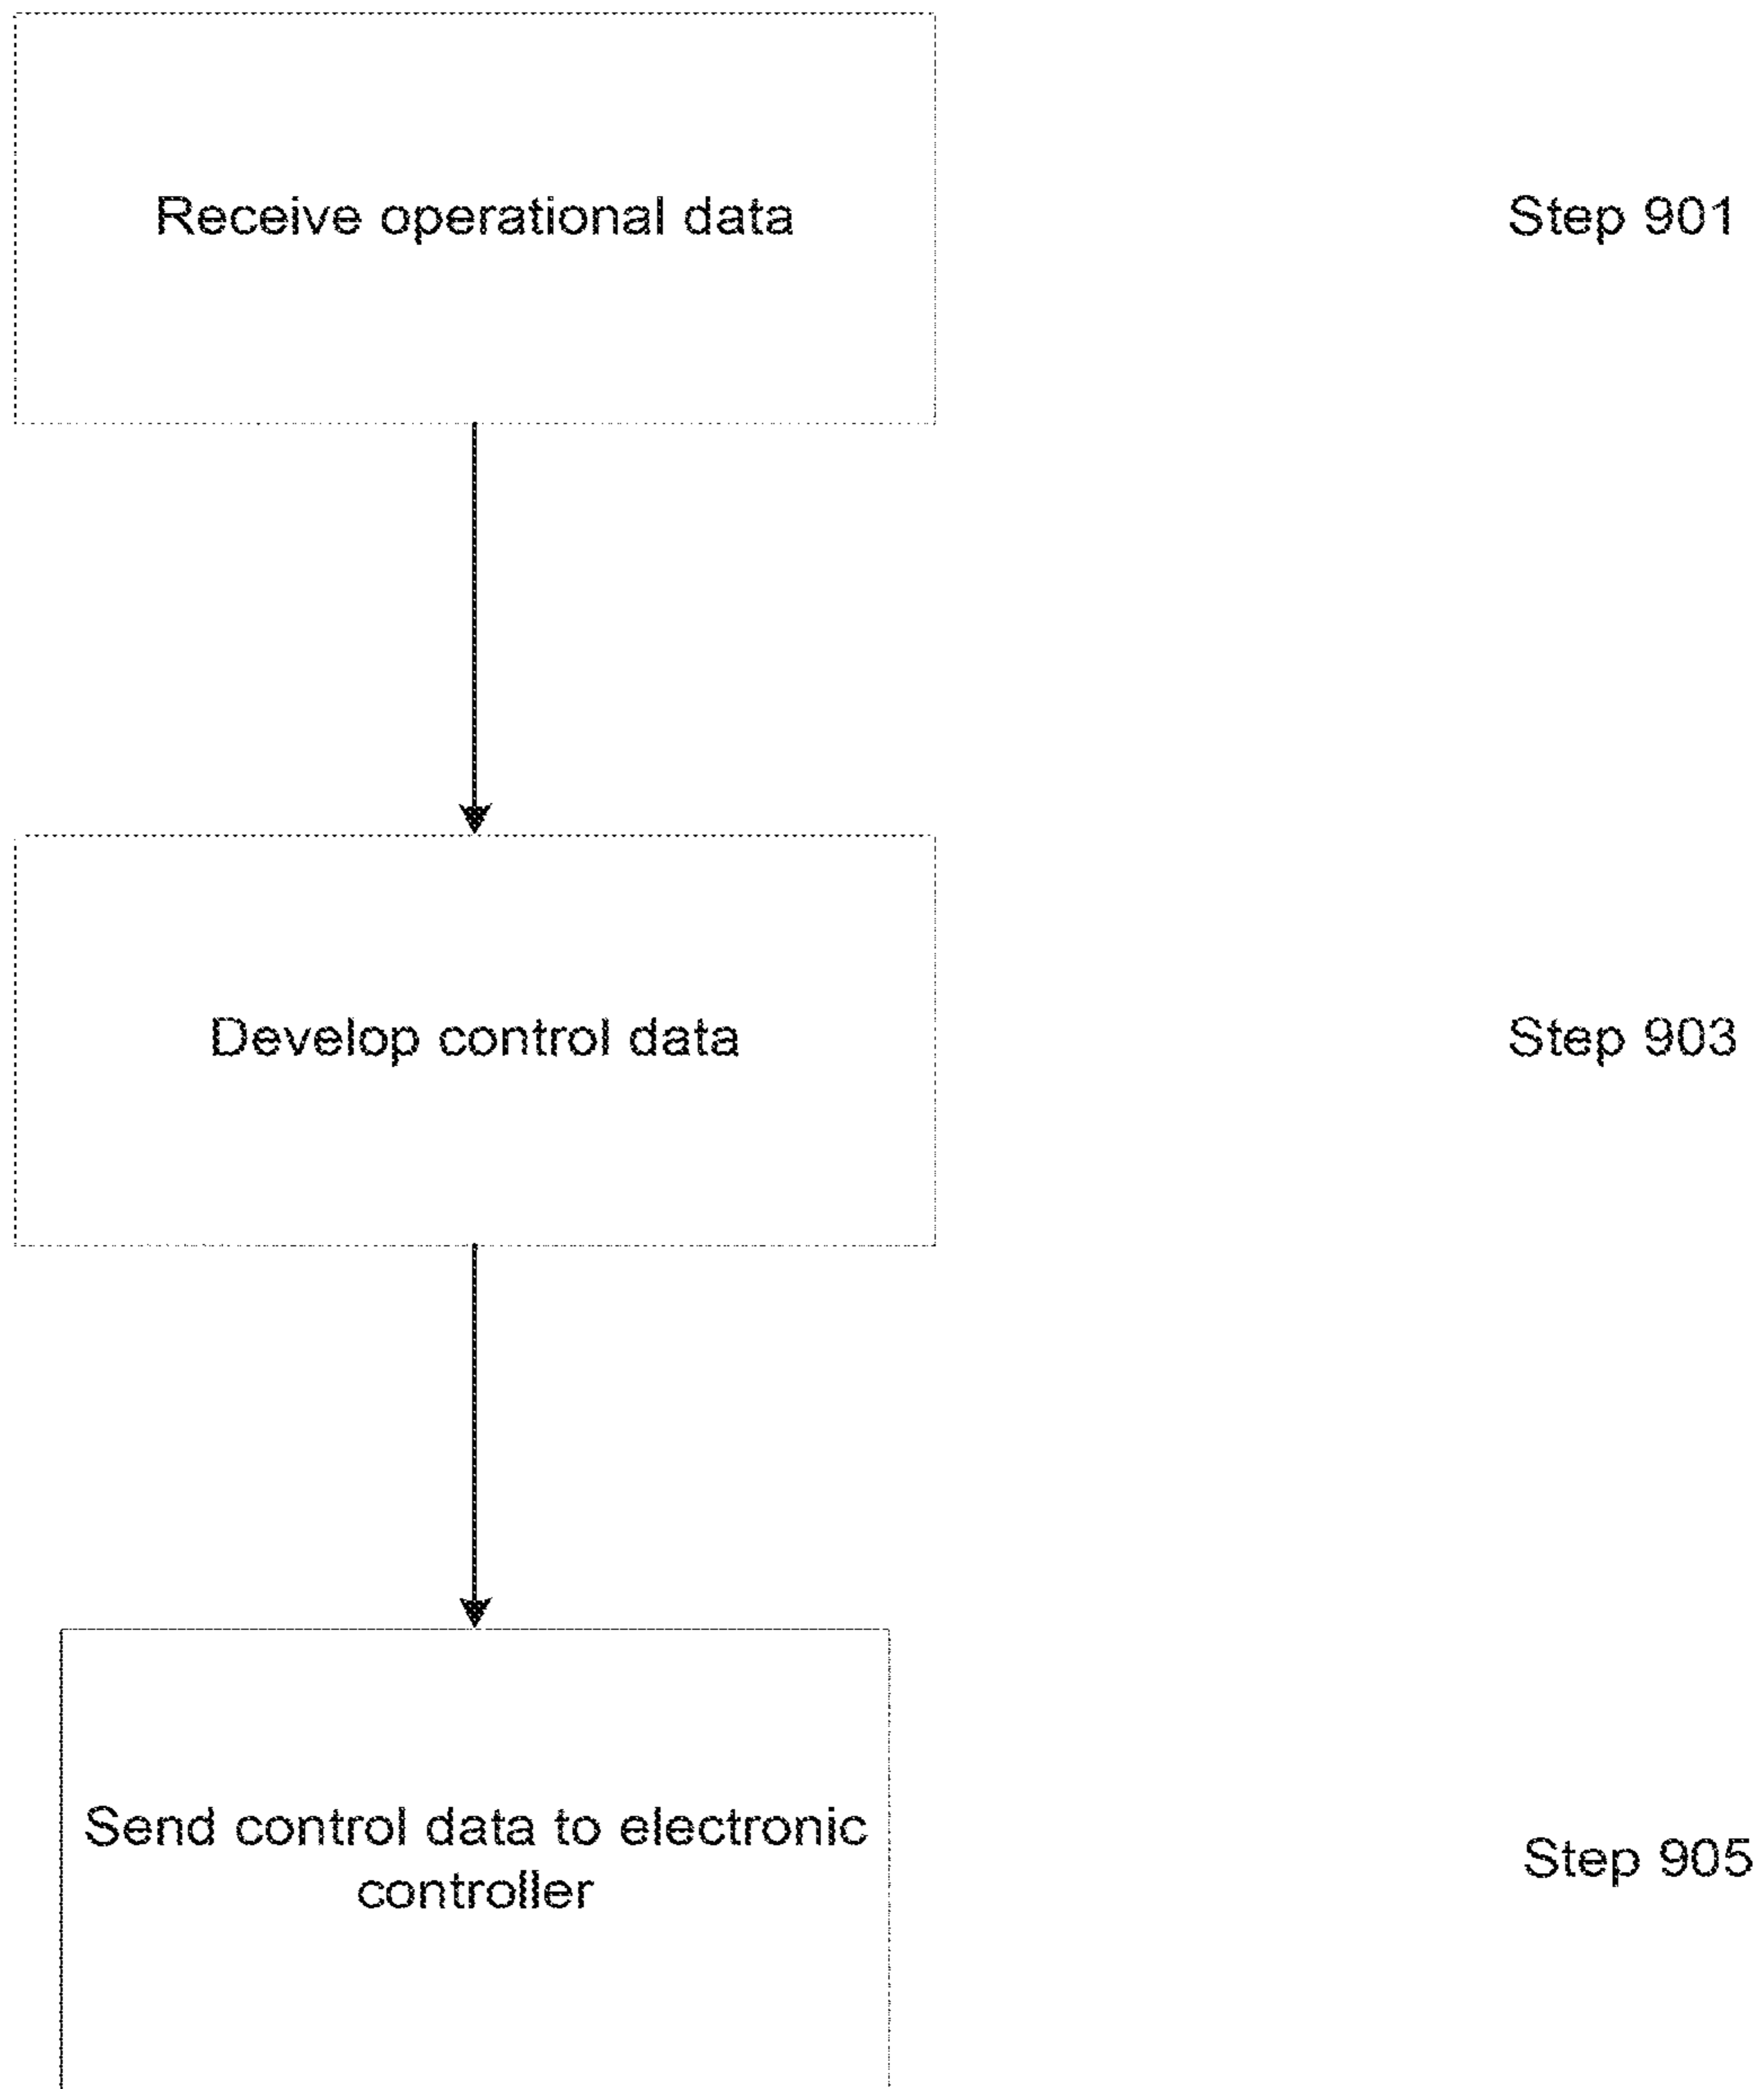 Receive operational data
Step 901
Develop control data
Step 903
Send control data to electronic
controller
Step 905